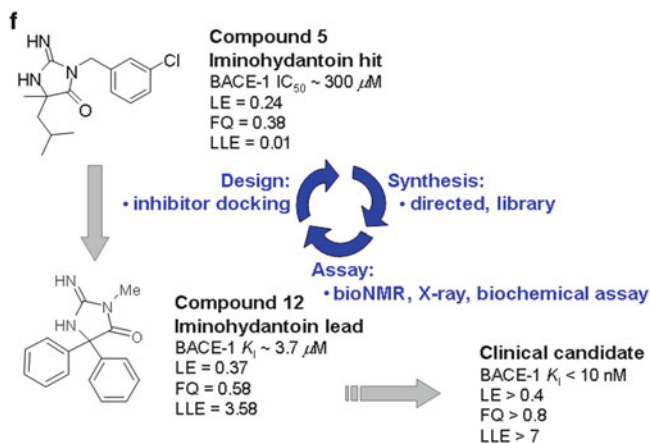 f
Compound 5
Iminohydantoin hit
BACE-1 IC50 ~ 300 μM
LE = 0.24
FQ = 0.38
LLE = 0.01
NH
HN
N
Cl
Me
O
Design:
• inhibitor docking
Synthesis:
• directed, library
Assay:
• bioNMR, X-ray, biochemical assay
HN
Me
N
HN
O
Compound 12
Iminohydantoin lead
BACE-1 KI ~ 3.7 μM
LE = 0.37
FQ = 0.58
LLE = 3.58
Clinical candidate
BACE-1 KI < 10 nM
LE > 0.4
FQ > 0.8
LLE > 7